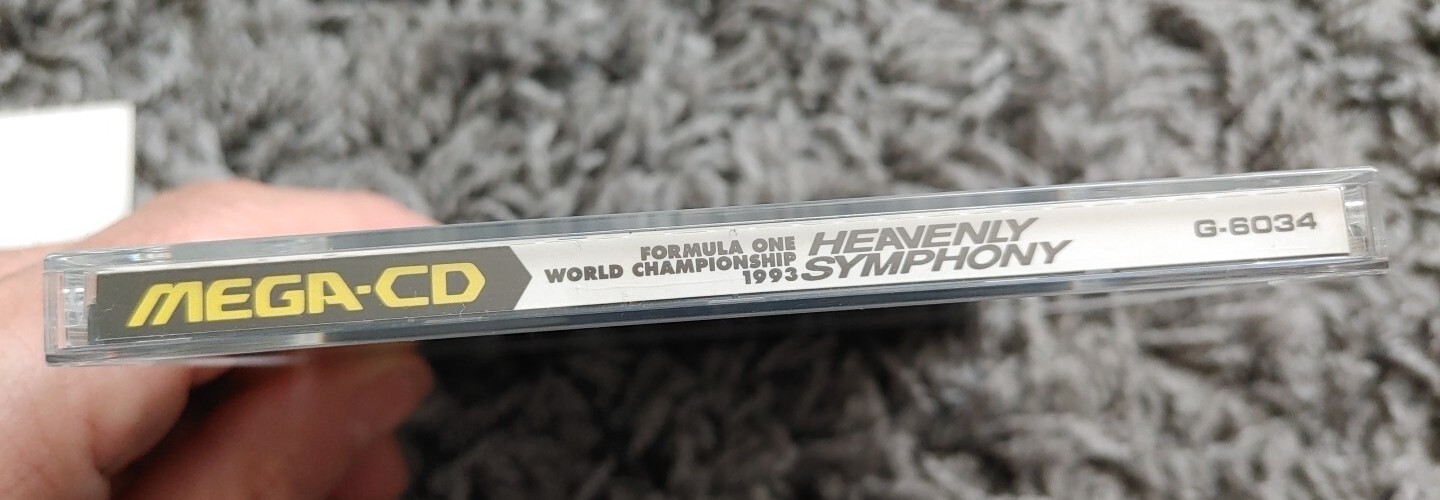 MEGA-CD
FORMULA ONE
WORLD CHAMPIONSHIP
1993
HEAVENLY
SYMPHONY
G-6034